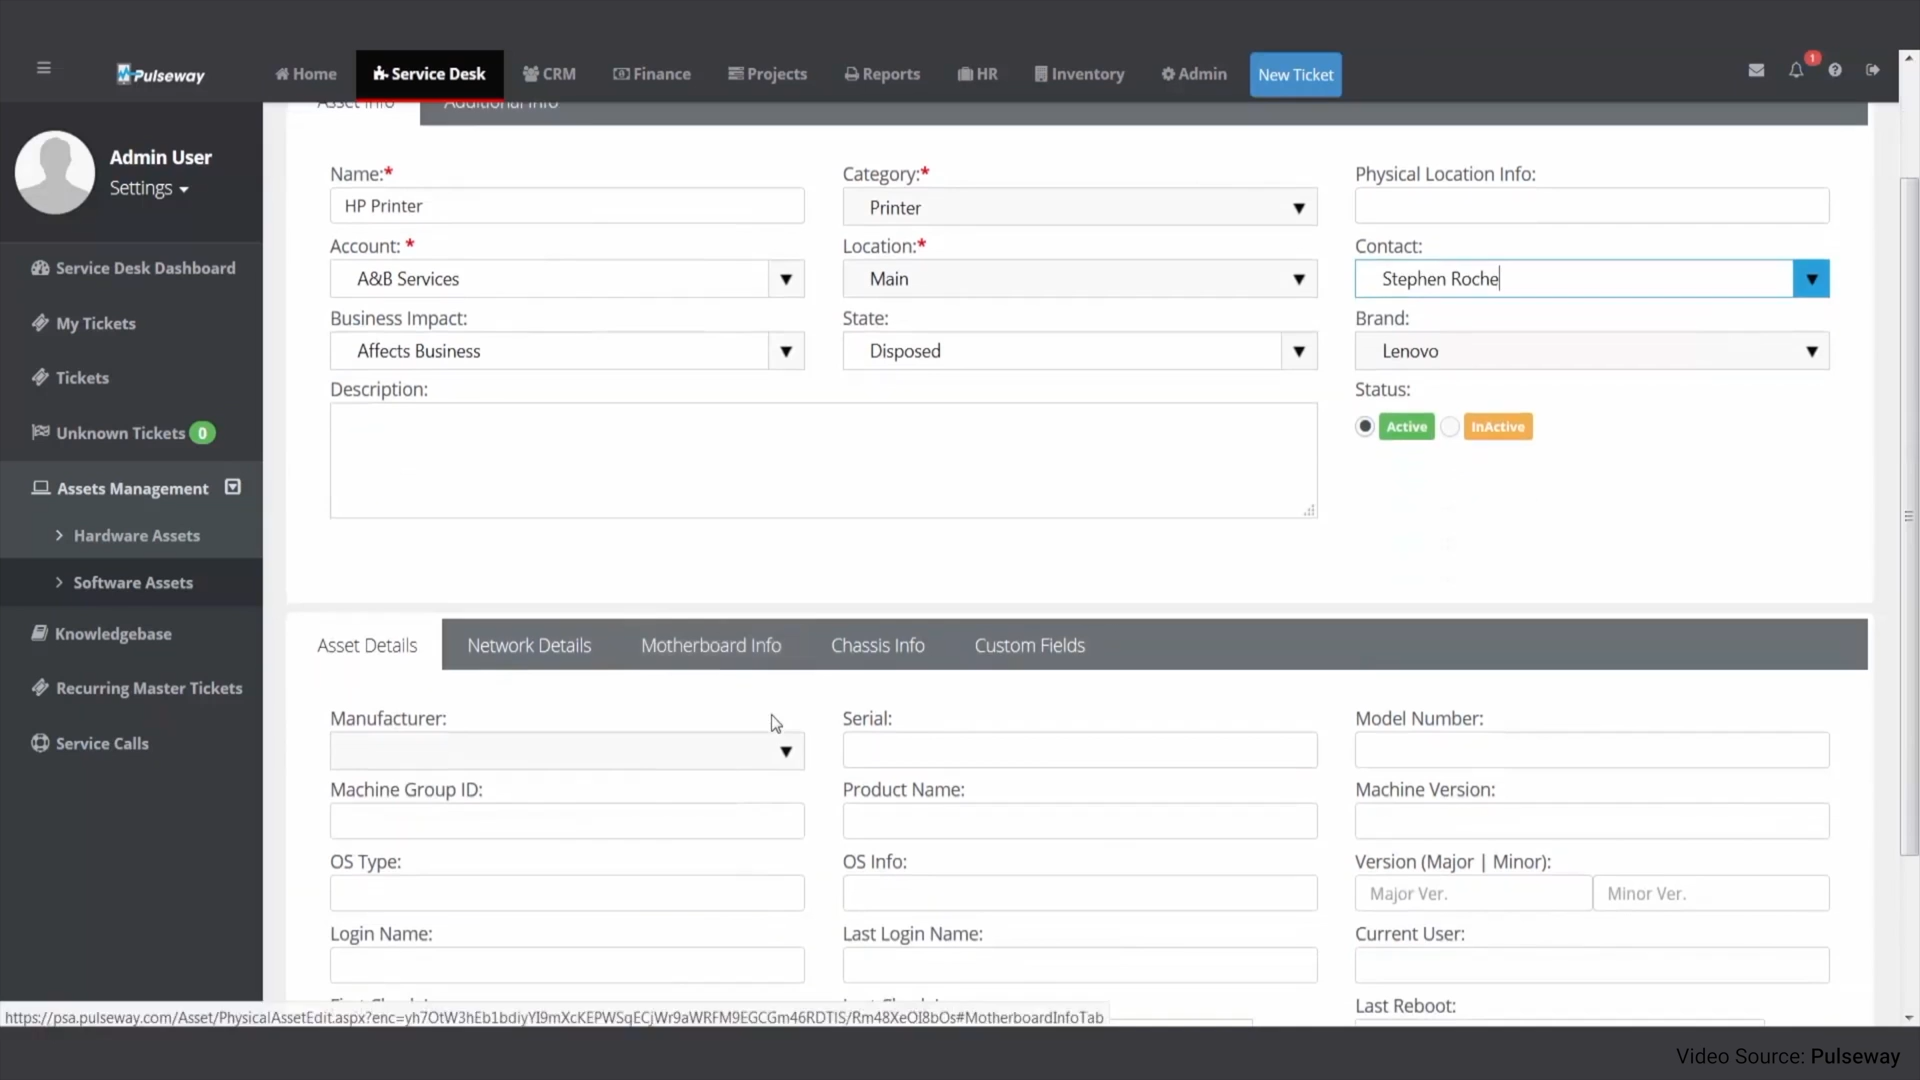 Pulseway
Home
Service Desk
CRM
Finance
Projects
Reports
HR
Inventory
Admin
New Ticket
1
Asset Info
Additional Info
Admin User
Settings
Service Desk Dashboard
My Tickets
Tickets
Unknown Tickets 0
Assets Management
Hardware Assets
Software Assets
Knowledgebase
Recurring Master Tickets
Service Calls
Name:*
HP Printer
Category:*
Printer
Physical Location Info:
Account: *
A&B Services
Location:*
Main
Contact:
Stephen Roche
Business Impact:
Affects Business
State:
Disposed
Brand:
Lenovo
Description:
Status:
Active
InActive
Asset Details
Network Details
Motherboard Info
Chassis Info
Custom Fields
Manufacturer:
Serial:
Model Number:
Machine Group ID:
Product Name:
Machine Version:
OS Type:
OS Info:
Version (Major | Minor):
Major Ver.
Minor Ver.
Login Name:
Last Login Name:
Current User:
Last Reboot:
https://psa.pulseway.com/Asset/PhysicalAssetEdit.aspx?enc=yh7OtW3hEb1bdiyYI9mXcKEPWSqECjWr9aWRFM9EGCGm46RDTIS/Rm48XeOI8bOs#MotherboardInfoTab
Video Source: Pulseway